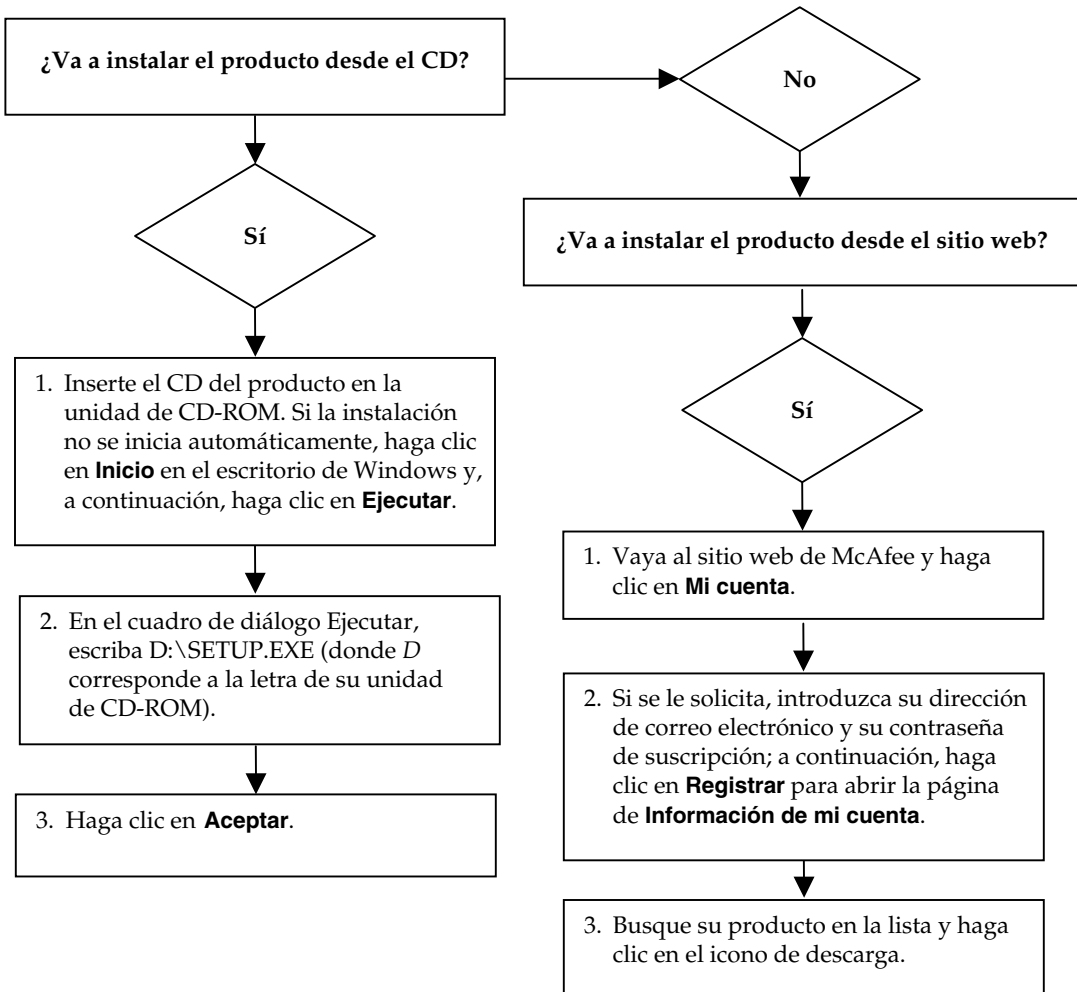 ¿Va a instalar el producto desde el CD?
No
Sí
¿Va a instalar el producto desde el sitio web?
Sí
1. Inserte el CD del producto en la
unidad de CD-ROM. Si la instalación
no se inicia automáticamente, haga clic
en Inicio en el escritorio de Windows y,
a continuación, haga clic en Ejecutar.
2. En el cuadro de diálogo Ejecutar,
escriba D:\SETUP.EXE (donde D
corresponde a la letra de su unidad
de CD-ROM).
3. Haga clic en Aceptar.
1. Vaya al sitio web de McAfee y haga
clic en Mi cuenta.
2. Si se le solicita, introduzca su dirección
de correo electrónico y su contraseña
de suscripción; a continuación, haga
clic en Registrar para abrir la página
de Información de mi cuenta.
3. Busque su producto en la lista y haga
clic en el icono de descarga.